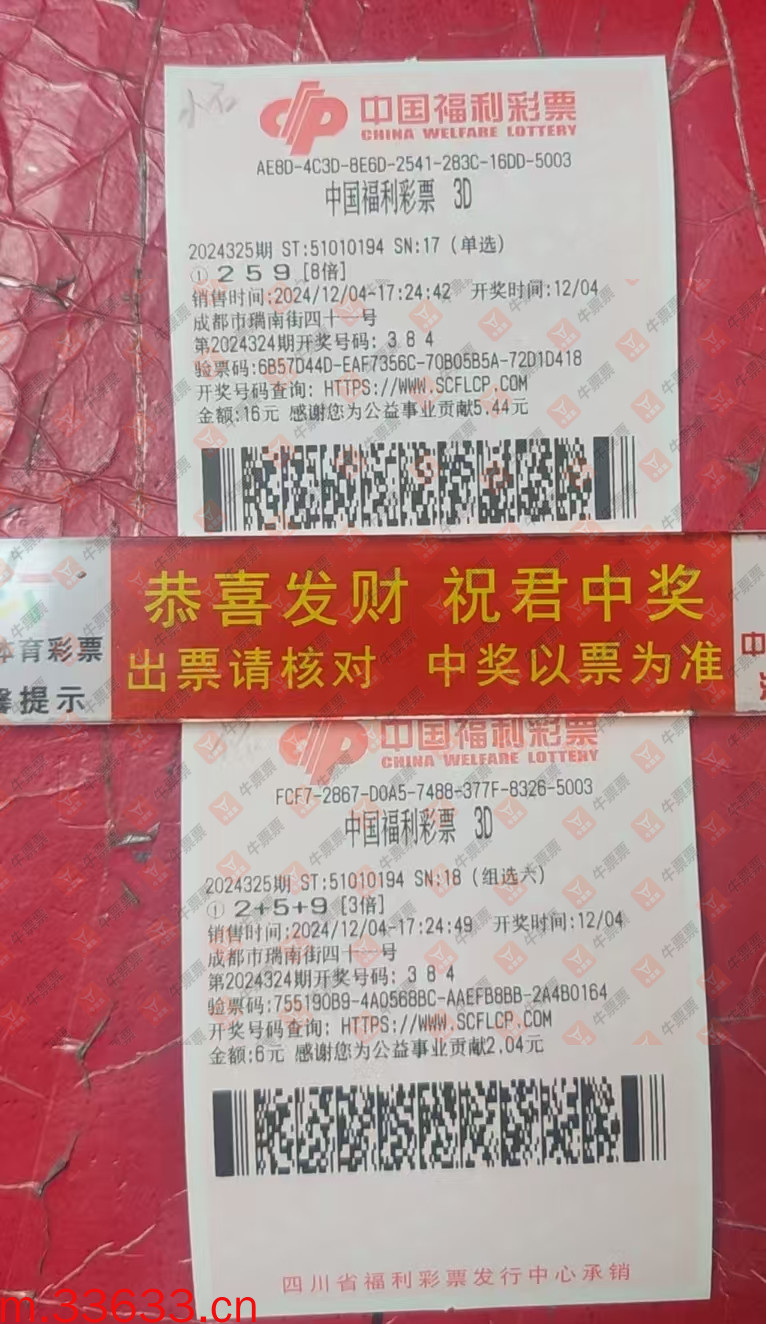 小石
中国福利彩票
CHINA WELFARE LOTTERY
AE8D-4C3D-8E6D-2541-283C-16DD-5003
中国福利彩票 3D
2024325期 ST:51010194 SN:17 (单选)
① 2 5 9 [8倍]
销售时间:2024/12/04-17:24:42 开奖时间:12/04
成都市瑞南街四十一号
第2024324期开奖号码: 3 8 4
验票码:6B57D44D-EAF7356C-70B05B5A-72D1D418
开奖号码查询: HTTPS://WWW.SCFLCP.COM
金额:16元 感谢您为公益事业贡献5.44元
恭喜发财 祝君中奖
体育彩票
出票请核对 中奖以票为准
中
提示
中国福利彩票
CHINA WELFARE LOTTERY
FCF7-2867-D0A5-7488-377F-8326-5003
中国福利彩票 3D
2024325期 ST:51010194 SN:18 (组选六)
① 2+5+9 [3倍]
销售时间:2024/12/04-17:24:49 开奖时间:12/04
成都市瑞南街四十一号
第2024324期开奖号码: 3 8 4
验票码:755190B9-4A0568BC-AAEFB8BB-2A4B0164
开奖号码查询: HTTPS://WWW.SCFLCP.COM
金额:6元 感谢您为公益事业贡献2.04元
四川省福利彩票发行中心承销
m.33633.cn
牛票票